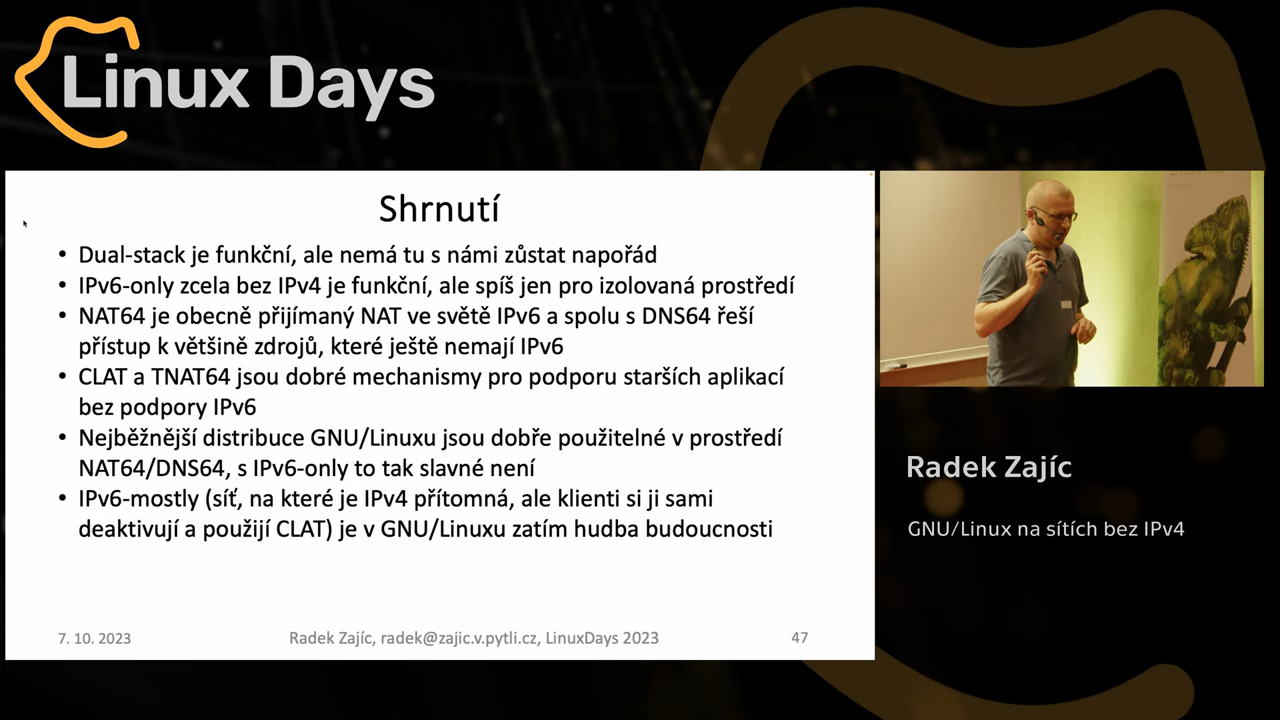 Linux Days
Shrnutí
• Dual-stack je funkční, ale nemá tu s námi zůstat napořád
• IPv6-only zcela bez IPv4 je funkční, ale spíš jen pro izolovaná prostředí
• NAT64 je obecně přijímaný NAT ve světě IPv6 a spolu s DNS64 řeší
přístup k většině zdrojů, které ještě nemají IPv6
• CLAT a TNAT64 jsou dobré mechanismy pro podporu starších aplikací
bez podpory IPv6
• Nejběžnější distribuce GNU/Linuxu jsou dobře použitelné v prostředí
NAT64/DNS64, s IPv6-only to tak slavné není
• IPv6-mostly (síť, na které je IPv4 přítomná, ale klienti si ji sami
deaktivují a použijí CLAT) je v GNU/Linuxu zatím hudba budoucnosti
7. 10. 2023
Radek Zajíc, radek@zajic.v.pytli.cz, LinuxDays 2023
47
Radek Zajíc
GNU/Linux na sítích bez IPv4